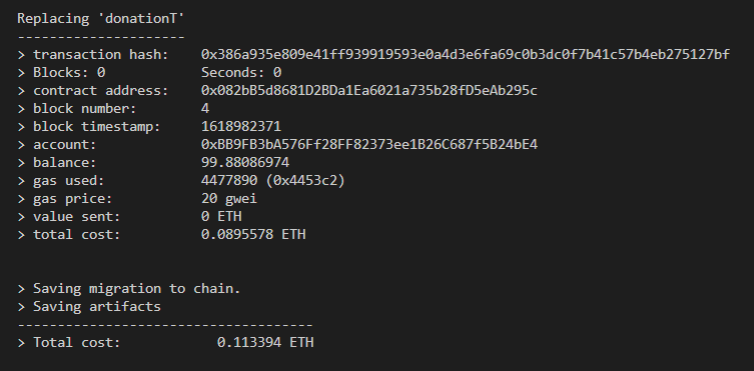 Replacing 'donationT'
---------------------
> transaction hash:    0x386a935e809e41ff939919593e0a4d3e6fa69c0b3dc0f7b41c57b4eb275127bf
> Blocks: 0            Seconds: 0
> contract address:    0x082bB5d8681D2BDa1Ea6021a735b28fD5eAb295c
> block number:        4
> block timestamp:     1618982371
> account:             0xBB9FB3bA576Ff28FF82373ee1B26C687f5B24bE4
> balance:             99.88086974
> gas used:            4477890 (0x4453c2)
> gas price:           20 gwei
> value sent:          0 ETH
> total cost:          0.0895578 ETH
> Saving migration to chain.
> Saving artifacts
-------------------------------------
> Total cost:            0.113394 ETH